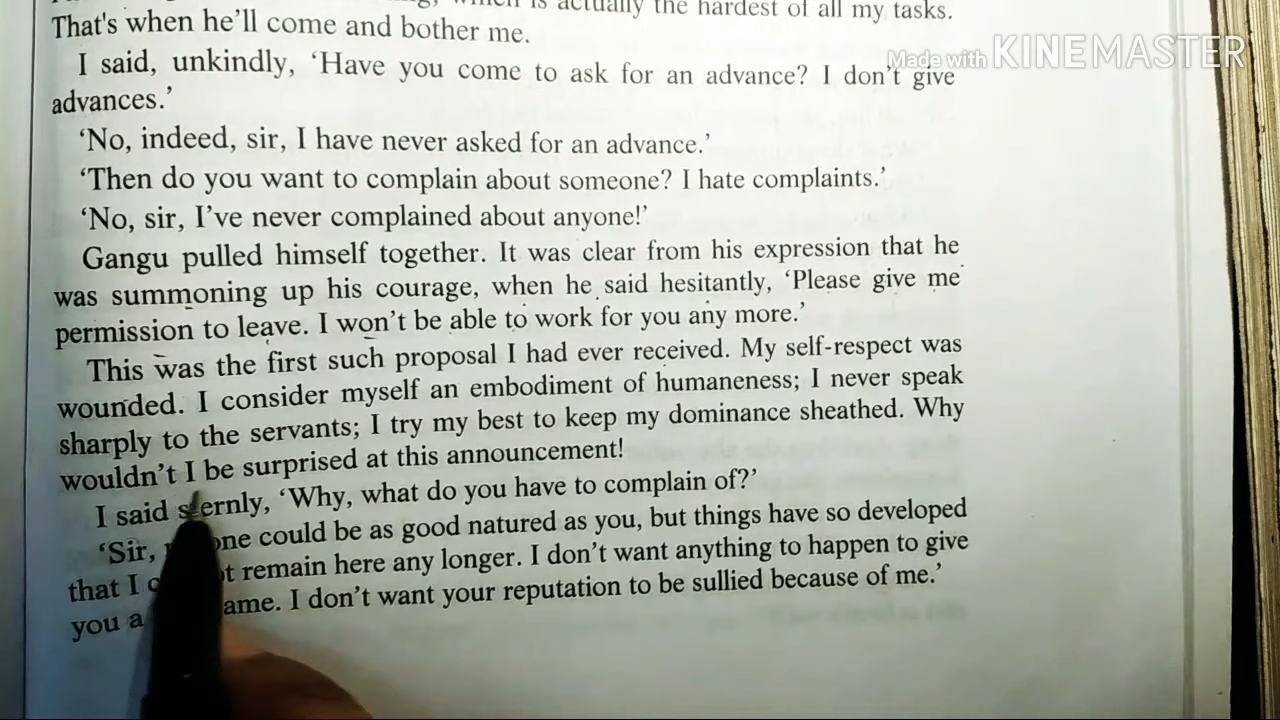 is actually the hardest of all my tasks.
That's when he'll come and bother me.
Made with KINEMASTER
I said, unkindly, ‘Have you come to ask for an advance? I don't give
advances.’
‘No, indeed, sir, I have never asked for an advance.’
‘Then do you want to complain about someone? I hate complaints.’
‘No, sir, I've never complained about anyone!’
Gangu pulled himself together. It was clear from his expression that he
was summoning up his courage, when he said hesitantly, ‘Please give me
permission to leave. I won't be able to work for you any more.’
This was the first such proposal I had ever received. My self-respect was
wounded. I consider myself an embodiment of humaneness; I never speak
sharply to the servants; I try my best to keep my dominance sheathed. Why
wouldn't I be surprised at this announcement!
I said sternly, ‘Why, what do you have to complain of?’
‘Sir, one could be as good natured as you, but things have so developed
that I remain here any longer. I don't want anything to happen to give
you a I don't want your reputation to be sullied because of me.’